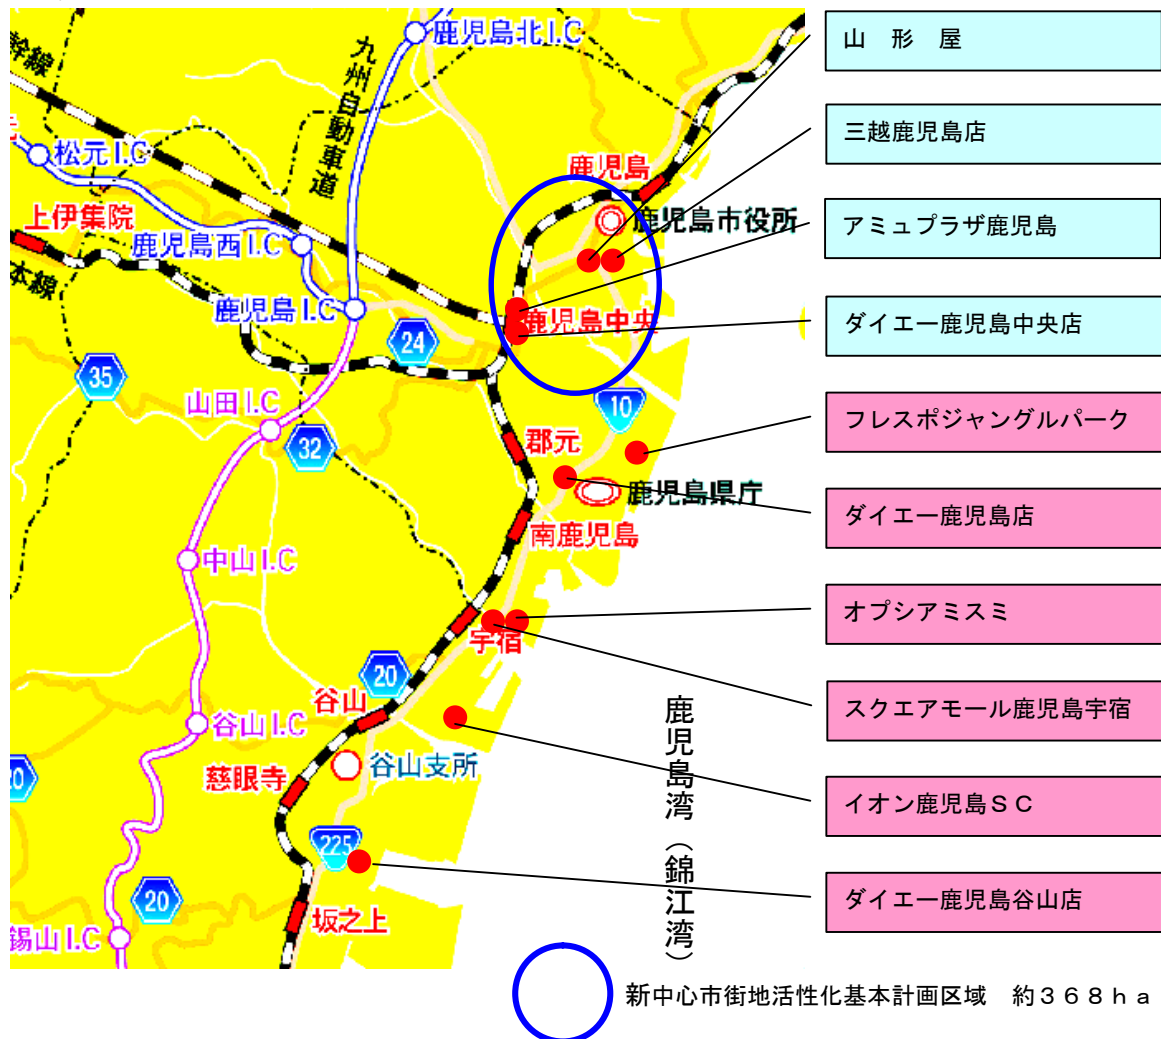 鹿児島北I.C
山　形　屋
幹線
九州自動車道
三越鹿児島店
松元I.C
鹿児島
上伊集院
鹿児島市役所
アミュプラザ鹿児島
鹿児島西I.C
本線
鹿児島I.C
鹿児島中央
ダイエー鹿児島中央店
24
35
山田I.C
10
フレスポジャングルパーク
32
郡元
鹿児島県庁
ダイエー鹿児島店
南鹿児島
中山I.C
オプシアミスミ
宇宿
20
谷山
スクエアモール鹿児島宇宿
谷山I.C
鹿児島湾（錦江湾）
谷山支所
慈眼寺
イオン鹿児島ＳＣ
225
20
ダイエー鹿児島谷山店
坂之上
錫山I.C
新中心市街地活性化基本計画区域　約３６８ｈａ